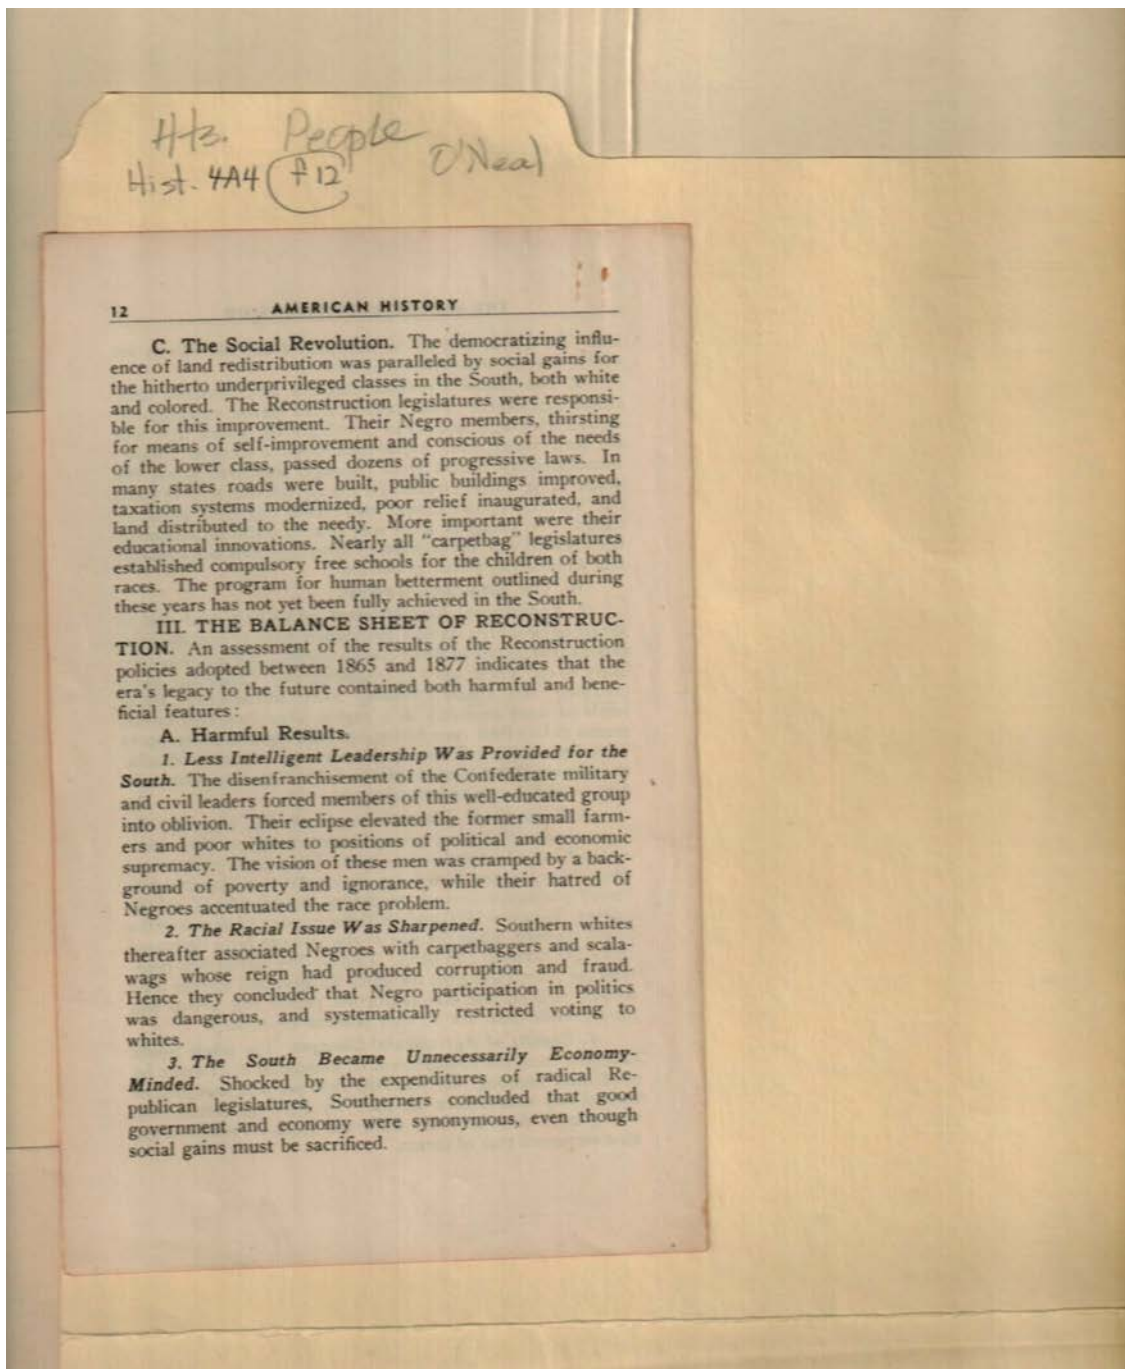 Hts. People
O'Neal
Hist. 4A4 f12
12 AMERICAN HISTORY
C. The Social Revolution. The democratizing influ-
ence of land redistribution was paralleled by social gains for
the hitherto underprivileged classes in the South, both white
and colored. The Reconstruction legislatures were responsi-
ble for this improvement. Their Negro members, thirsting
for means of self-improvement and conscious of the needs
of the lower class, passed dozens of progressive laws. In
many states roads were built, public buildings improved,
taxation systems modernized, poor relief inaugurated, and
land distributed to the needy. More important were their
educational innovations. Nearly all "carpetbag" legislatures
established compulsory free schools for the children of both
races. The program for human betterment outlined during
these years has not yet been fully achieved in the South.
III. THE BALANCE SHEET OF RECONSTRUC-
TION. An assessment of the results of the Reconstruction
policies adopted between 1865 and 1877 indicates that the
era's legacy to the future contained both harmful and bene-
ficial features:
A. Harmful Results.
1. Less Intelligent Leadership Was Provided for the
South. The disenfranchisement of the Confederate military
and civil leaders forced members of this well-educated group
into oblivion. Their eclipse elevated the former small farm-
ers and poor whites to positions of political and economic
supremacy. The vision of these men was cramped by a back-
ground of poverty and ignorance, while their hatred of
Negroes accentuated the race problem.
2. The Racial Issue Was Sharpened. Southern whites
thereafter associated Negroes with carpetbaggers and scala-
wags whose reign had produced corruption and fraud.
Hence they concluded that Negro participation in politics
was dangerous, and systematically restricted voting to
whites.
3. The South Became Unnecessarily Economy-
Minded. Shocked by the expenditures of radical Re-
publican legislatures, Southerners concluded that good
government and economy were synonymous, even though
social gains must be sacrificed.